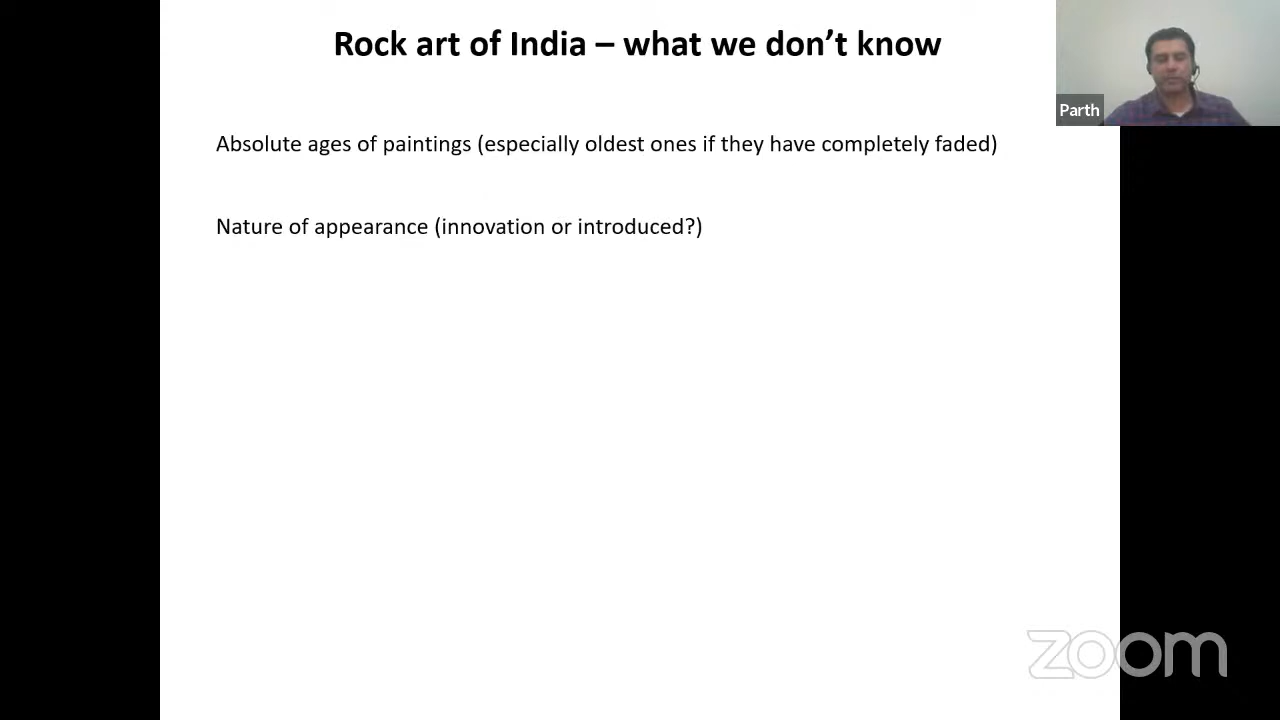 Rock art of India – what we don’t know
Parth
Absolute ages of paintings (especially oldest ones if they have completely faded)
Nature of appearance (innovation or introduced?)
zoom